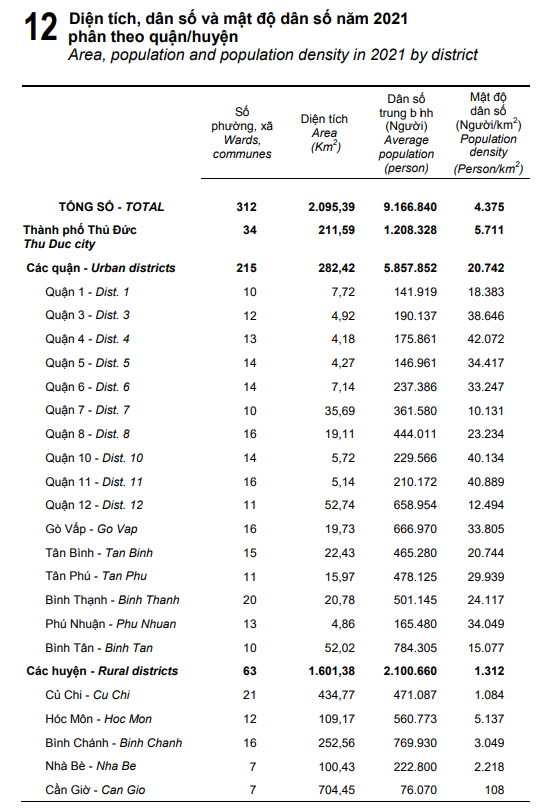 12 Diện tích, dân số và mật độ dân số năm 2021
phân theo quận/huyện
Area, population and population density in 2021 by district
Số phường, xã Wards, communes | Diện tích Area (Km²) | Dân số trung bình (Người) Average population (person) | Mật độ dân số (Người/km²) Population density (Person/km²)
TỔNG SỐ - TOTAL 312 2.095,39 9.166.840 4.375
Thành phố Thủ Đức 34 211,59 1.208.328 5.711
Thu Duc city
Các quận - Urban districts 215 282,42 5.857.852 20.742
Quận 1 - Dist. 1 10 7,72 141.919 18.383
Quận 3 - Dist. 3 12 4,92 190.137 38.646
Quận 4 - Dist. 4 13 4,18 175.861 42.072
Quận 5 - Dist. 5 14 4,27 146.961 34.417
Quận 6 - Dist. 6 14 7,14 237.386 33.247
Quận 7 - Dist. 7 10 35,69 361.580 10.131
Quận 8 - Dist. 8 16 19,11 444.011 23.234
Quận 10 - Dist. 10 14 5,72 229.566 40.134
Quận 11 - Dist. 11 16 5,14 210.172 40.889
Quận 12 - Dist. 12 11 52,74 658.954 12.494
Gò Vấp - Go Vap 16 19,73 666.970 33.805
Tân Bình - Tan Binh 15 22,43 465.280 20.744
Tân Phú - Tan Phu 11 15,97 478.125 29.939
Bình Thạnh - Binh Thanh 20 20,78 501.145 24.117
Phú Nhuận - Phu Nhuan 13 4,86 165.480 34.049
Bình Tân - Binh Tan 10 52,02 784.305 15.077
Các huyện - Rural districts 63 1.601,38 2.100.660 1.312
Củ Chi - Cu Chi 21 434,77 471.087 1.084
Hóc Môn - Hoc Mon 12 109,17 560.773 5.137
Bình Chánh - Binh Chanh 16 252,56 769.930 3.049
Nhà Bè - Nha Be 7 100,43 222.800 2.218
Cần Giờ - Can Gio 7 704,45 76.070 108